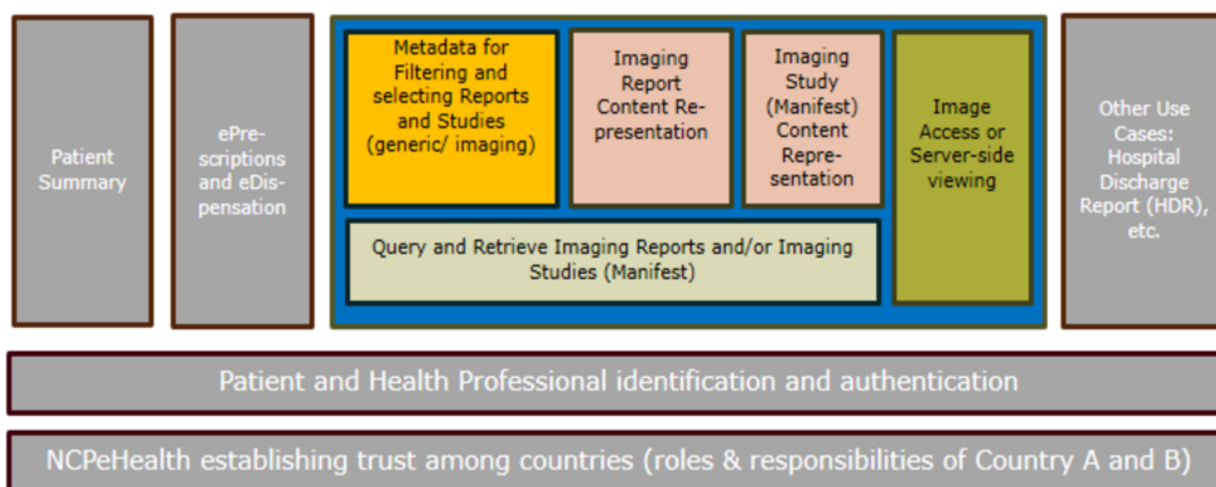 Patient
Summary
ePre-
scriptions
and eDis-
pensation
Metadata for
Filtering and
selecting Reports
and Studies
(generic/ imaging)
Imaging
Report
Content Re-
presentation
Imaging
Study
(Manifest)
Content
Repre-
sentation
Image
Access or
Server-side
viewing
Query and Retrieve Imaging Reports and/or Imaging
Studies (Manifest)
Other Use
Cases:
Hospital
Discharge
Report (HDR),
etc.
Patient and Health Professional identification and authentication
NCPeHealth establishing trust among countries (roles & responsibilities of Country A and B)